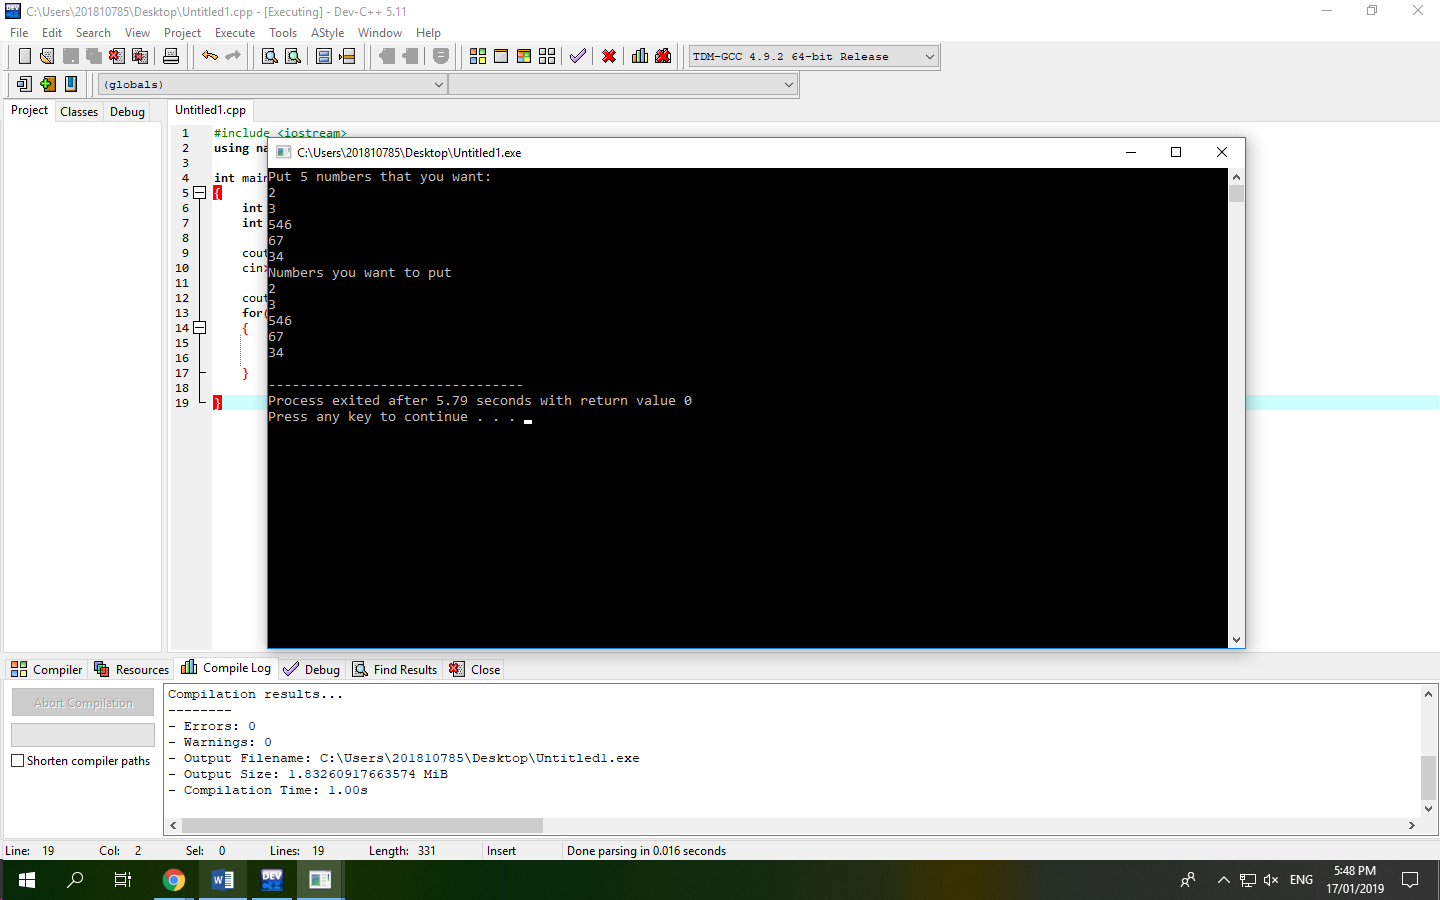 C:\Users\201810785\Desktop\Untitled1.cpp - [Executing] - Dev-C++ 5.11
File Edit Search View Project Execute Tools AStyle Window Help
TDM-GCC 4.9.2 64-bit Release
(globals)
Project Classes Debug
Untitled1.cpp
1 #include <iostream>
2 using na
3
4 int main
5 {
6 int
7 int
8
9 cout
10 cin>
11
12 cout
13 for(
14 {
15
16
17 }
18
19 }
C:\Users\201810785\Desktop\Untitled1.exe
Put 5 numbers that you want:
2
3
546
67
34
Numbers you want to put
2
3
546
67
34
--------------------------------
Process exited after 5.79 seconds with return value 0
Press any key to continue . . .
Compiler Resources Compile Log Debug Find Results Close
Abort Compilation
Shorten compiler paths
Compilation results...
--------
- Errors: 0
- Warnings: 0
- Output Filename: C:\Users\201810785\Desktop\Untitled1.exe
- Output Size: 1.83260917663574 MiB
- Compilation Time: 1.00s
Line: 19 Col: 2 Sel: 0 Lines: 19 Length: 331 Insert Done parsing in 0.016 seconds
W DEV
ENG
5:48 PM
17/01/2019